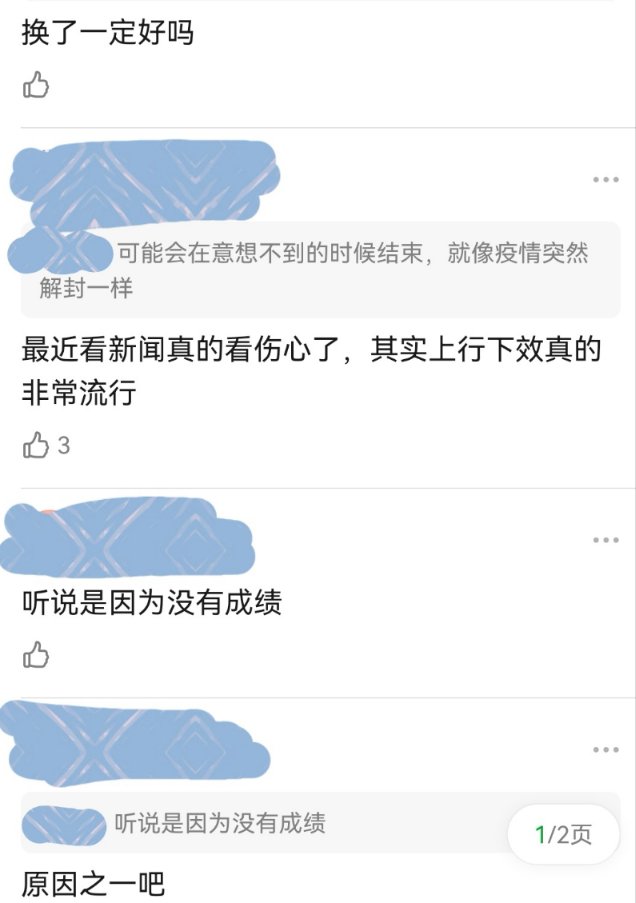 换了一定好吗
可能会在意想不到的时候结束，就像疫情突然
解封一样
最近看新闻真的看伤心了，其实上行下效真的
非常流行
3
听说是因为没有成绩
听说是因为没有成绩
1/2页
原因之一吧